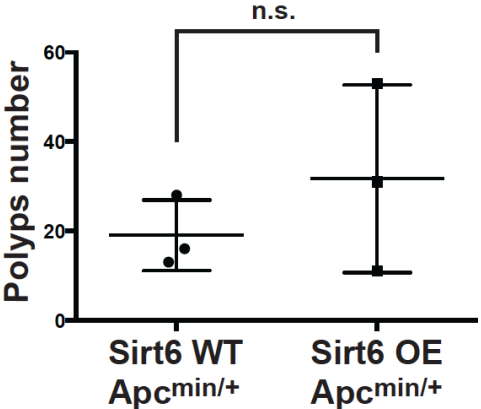 n.s.
Polyps number
60
40
20
0
Sirt6 WT
Apcmin/+
Sirt6 OE
Apcmin/+